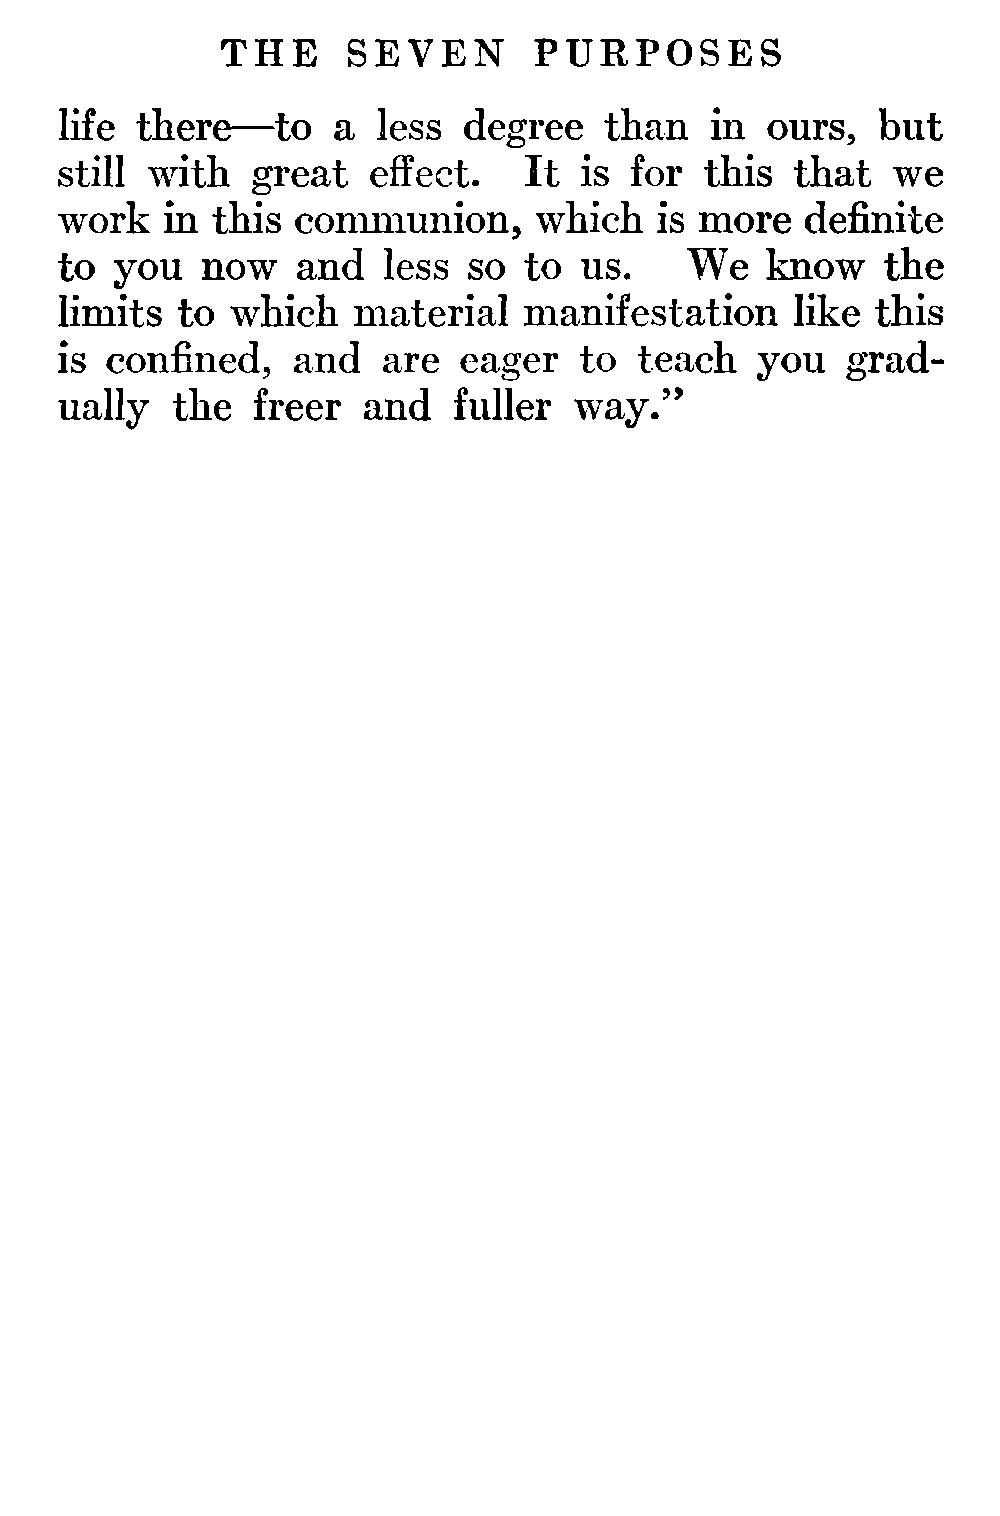 THE SEVEN PURPOSES
life there—to a less degree than in ours, but
still with great effect. It is for this that we
work in this communion, which is more definite
to you now and less so to us. We know the
limits to which material manifestation like this
is confined, and are eager to teach you grad-
ually the freer and fuller way.”